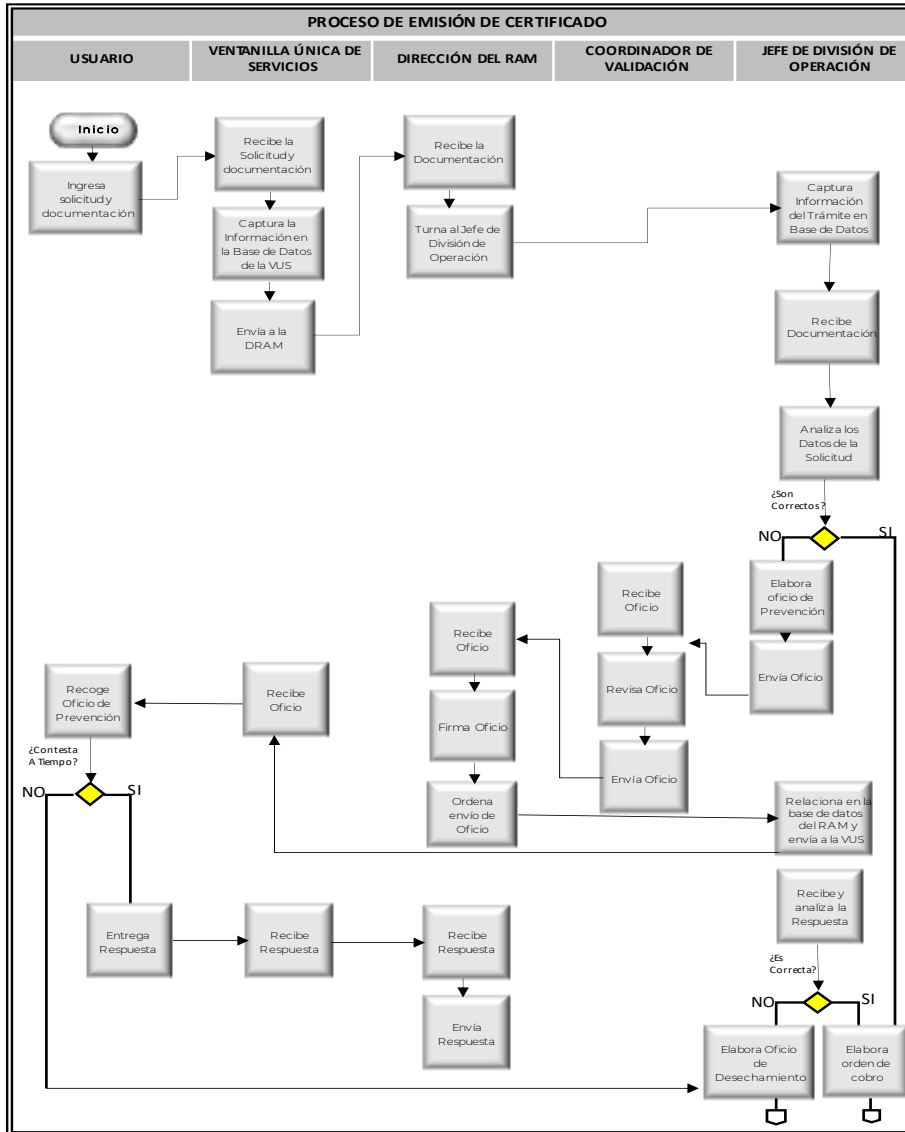 PROCESO DE EMISIÓN DE CERTIFICADO
USUARIO
VENTANILLA ÚNICA DE
SERVICIOS
DIRECCIÓN DEL RAM
COORDINADOR DE
VALIDACIÓN
JEFE DE DIVISIÓN DE
OPERACIÓN
Inicio
Ingresa
solicitud y
documentación
Recibe la
Solicitud y
documentación
Captura la
Información en
la Base de Datos
de la VUS
Envía a la
DRAM
Recibe la
Documentación
Turna al Jefe de
División de
Operación
Captura
Información
del Trámite en
Base de Datos
Recibe
Documentación
Analiza los
Datos de la
Solicitud
¿Son
Correctos?
NO
SI
Elabora
oficio de
Prevención
Envía Oficio
Recibe
Oficio
Revisa Oficio
Envía Oficio
Recibe
Oficio
Firma Oficio
Ordena
envío de
Oficio
Relaciona en la
base de datos
del RAM y
envía a la VUS
Recibe
Oficio
Recoge
Oficio de
Prevención
¿Contesta
A Tiempo?
NO
SI
Entrega
Respuesta
Recibe
Respuesta
Recibe
Respuesta
Envía
Respuesta
Recibe y
analiza la
Respuesta
¿Es
Correcta?
NO
SI
Elabora Oficio
de
Desechamiento
Elabora
orden de
cobro